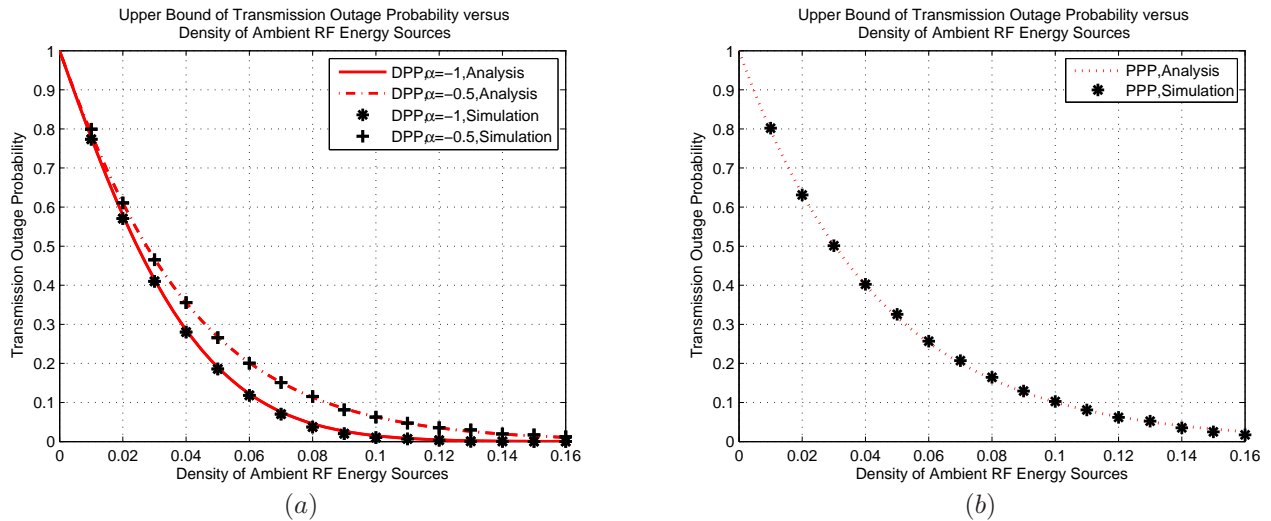 Upper Bound of Transmission Outage Probability versus
Density of Ambient RF Energy Sources
1
0.9
0.8
0.7
0.6
0.5
0.4
0.3
0.2
0.1
0
Transmission Outage Probability
DPP α=−1,Analysis
DPP α=−0.5,Analysis
DPP α=−1,Simulation
DPP α=−0.5,Simulation
0 0.02 0.04 0.06 0.08 0.1 0.12 0.14 0.16
Density of Ambient RF Energy Sources
(a)
Upper Bound of Transmission Outage Probability versus
Density of Ambient RF Energy Sources
1
0.9
0.8
0.7
0.6
0.5
0.4
0.3
0.2
0.1
0
Transmission Outage Probability
PPP,Analysis
PPP,Simulation
0 0.02 0.04 0.06 0.08 0.1 0.12 0.14 0.16
Density of Ambient RF Energy Sources
(b)